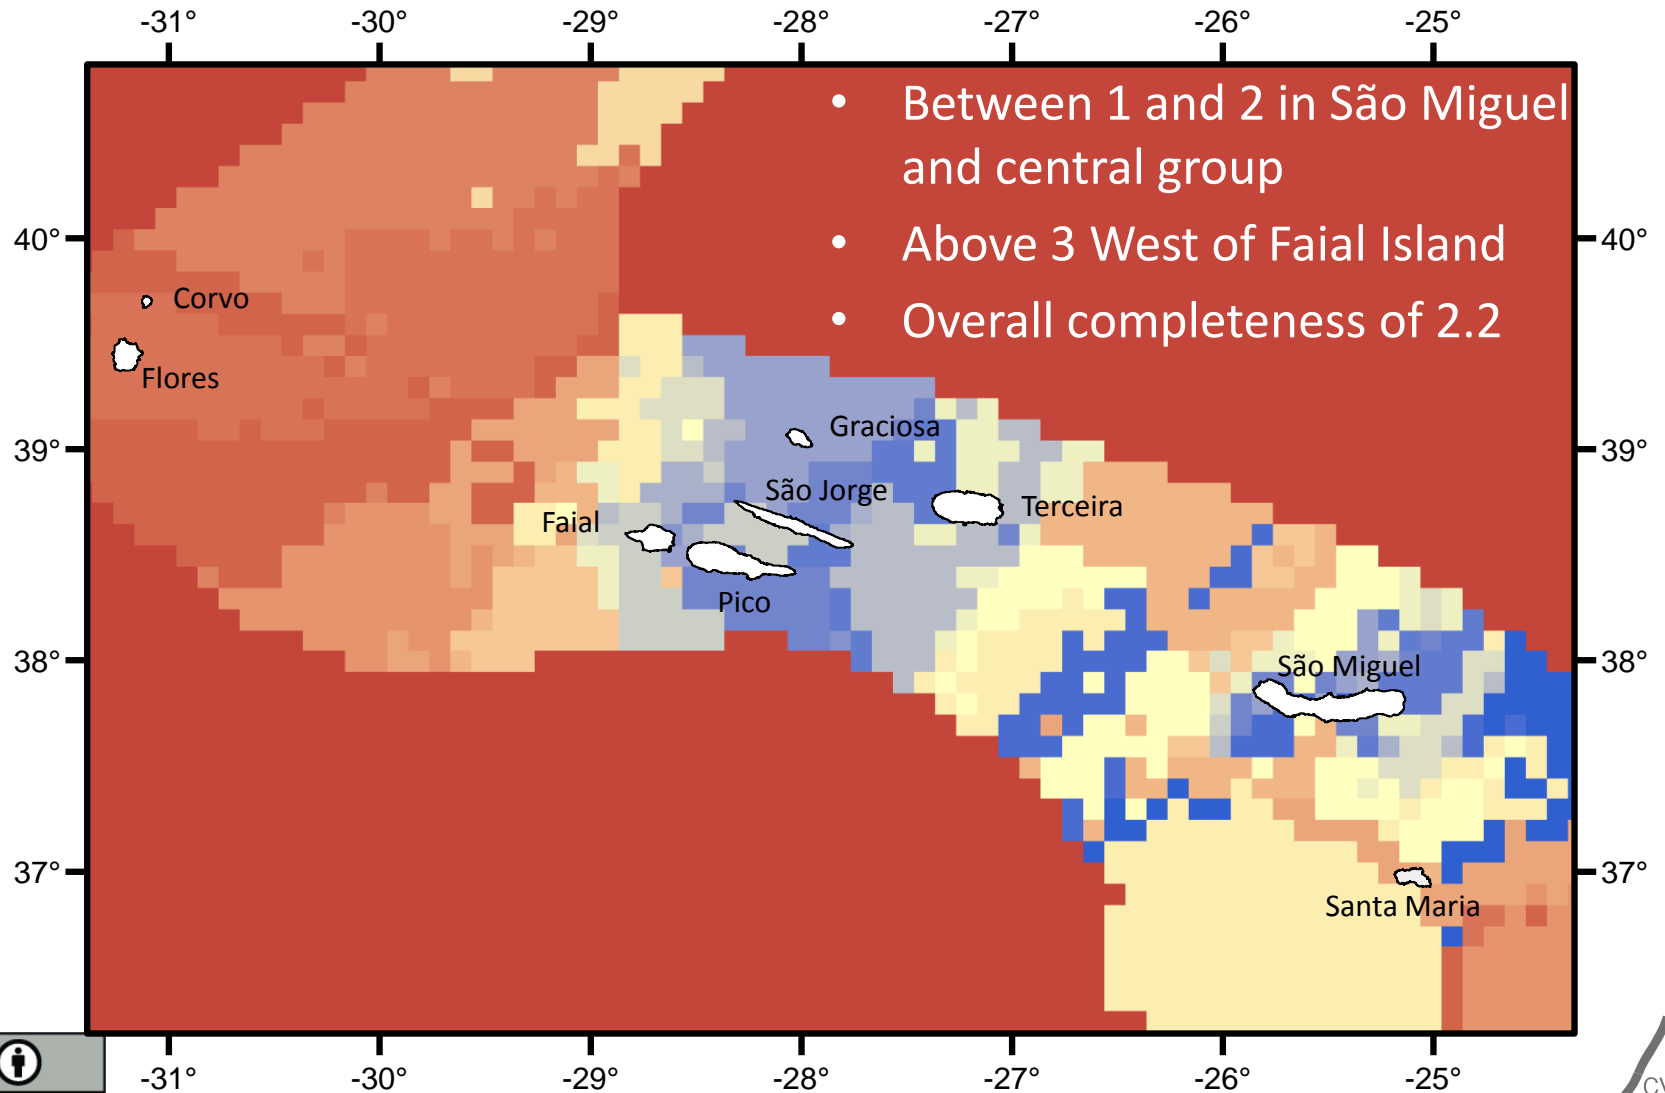 -31° -30° -29° -28° -27° -26° -25°
• Between 1 and 2 in São Miguel
and central group
• Above 3 West of Faial Island
• Overall completeness of 2.2
40° 40°
Corvo
Flores
Graciosa
39° 39°
São Jorge
Faial
Terceira
Pico
38° 38°
São Miguel
37° 37°
Santa Maria
-31° -30° -29° -28° -27° -26° -25°